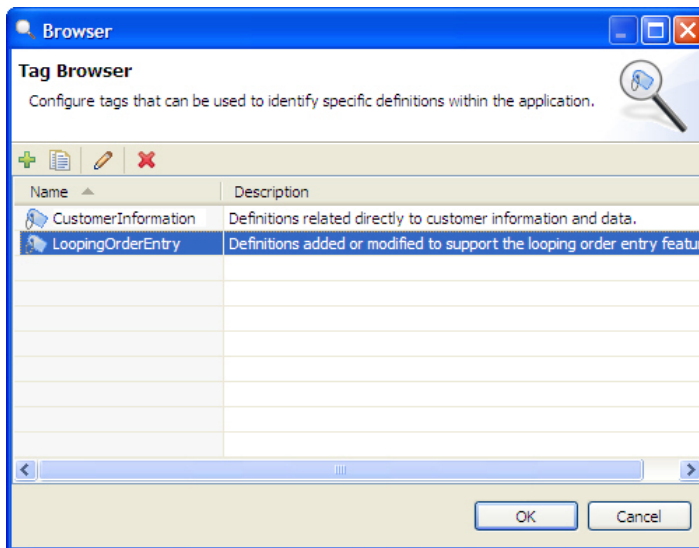 Browser
Tag Browser
Configure tags that can be used to identify specific definitions within the application.
Name Description
CustomerInformation Definitions related directly to customer information and data.
LoopingOrderEntry Definitions added or modified to support the looping order entry featu
OK Cancel